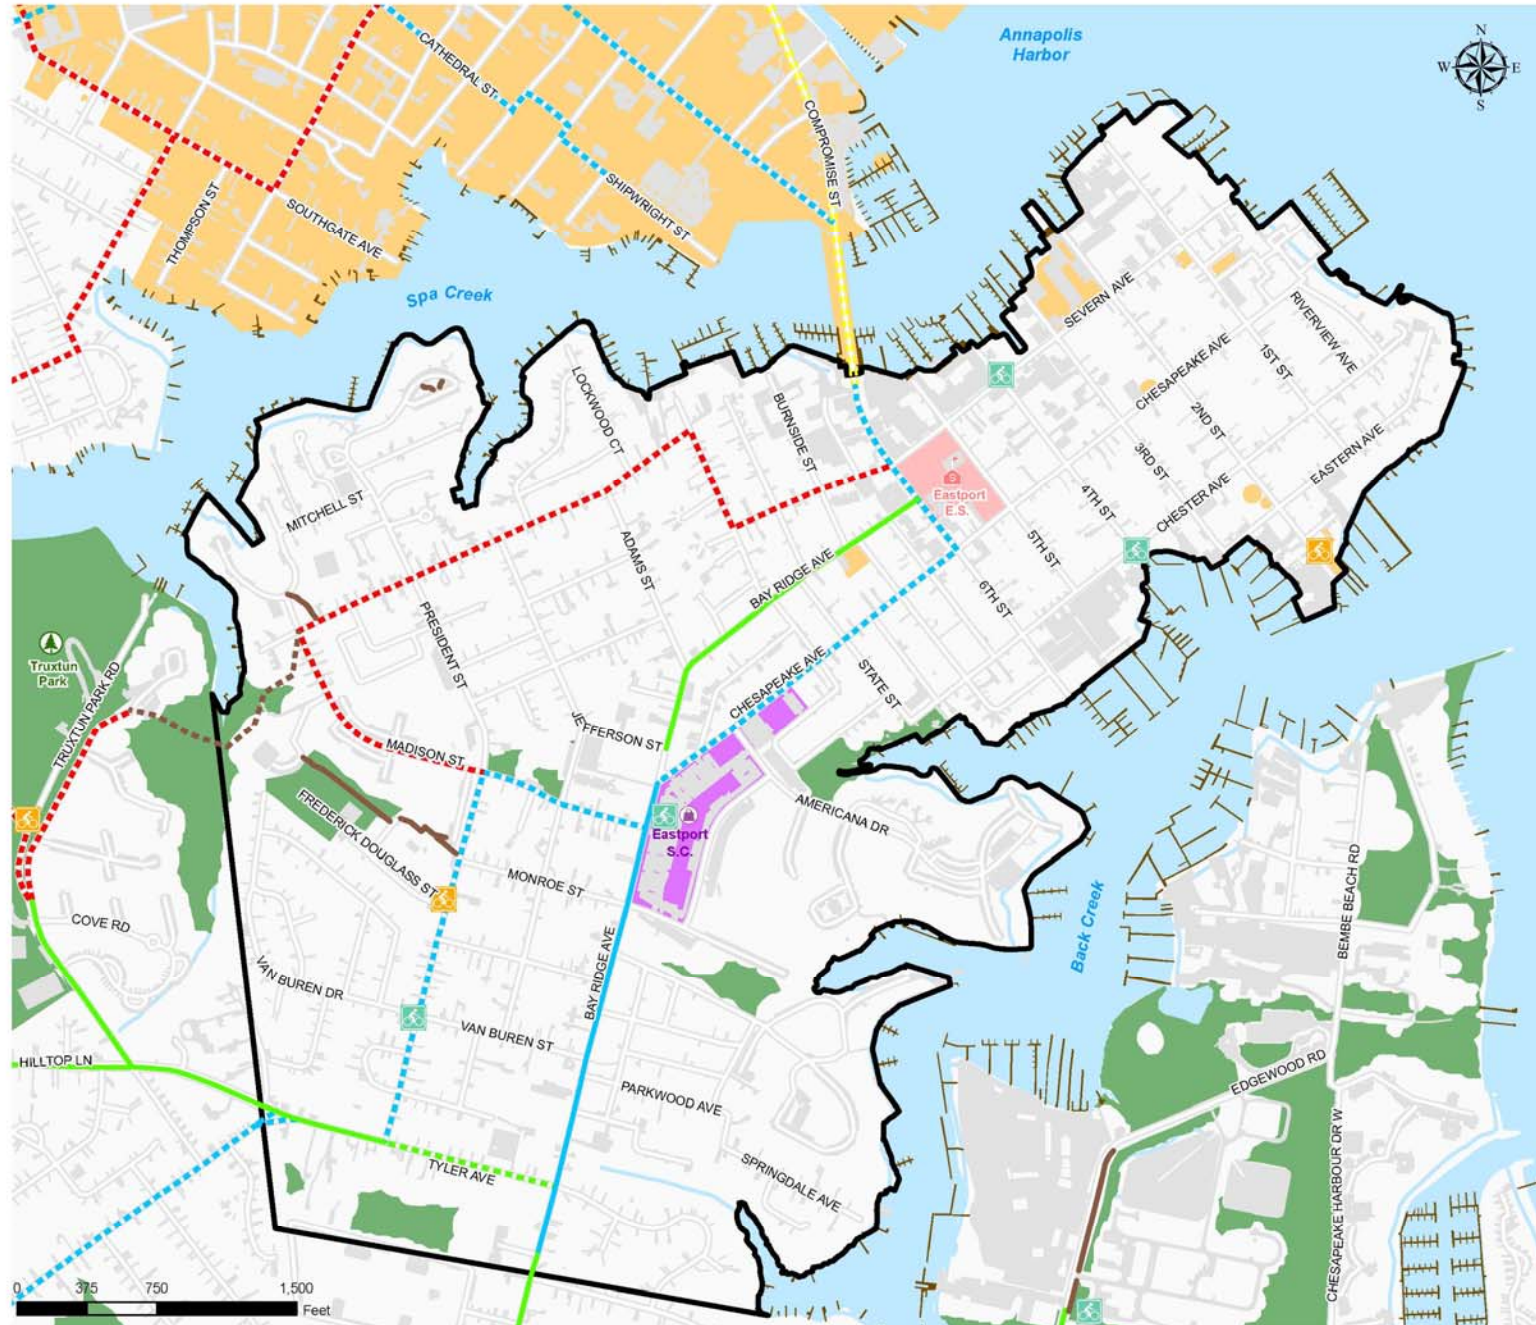 Annapolis
Harbor
N
W
E
S
CATHEDRAL ST
COMPROMISE ST
THOMPSON ST
SOUTHGATE AVE
SHIPWRIGHT ST
Spa Creek
SEVERN AVE
RIVERVIEW AVE
1ST ST
CHESAPEAKE AVE
LOCKWOOD CT
BURNSIDE ST
2ND ST
3RD ST
EASTERN AVE
MITCHELL ST
S
Eastport
E.S.
4TH ST
CHESTER AVE
ADAMS ST
5TH ST
BAY RIDGE AVE
6TH ST
PRESIDENT ST
Truxtun
Park
TRUXTUN PARK RD
CHESAPEAKE AVE
STATE ST
JEFFERSON ST
MADISON ST
FREDERICK DOUGLASS ST
AMERICANA DR
Eastport
S.C.
MONROE ST
BEMBE BEACH RD
COVE RD
Back Creek
BAY RIDGE AVE
VAN BUREN DR
VAN BUREN ST
HILLTOP LN
EDGEWOOD RD
PARKWOOD AVE
TYLER AVE
SPRINGDALE AVE
CHESAPEAKE HARBOUR DR W
0 375 750 1,500
Feet